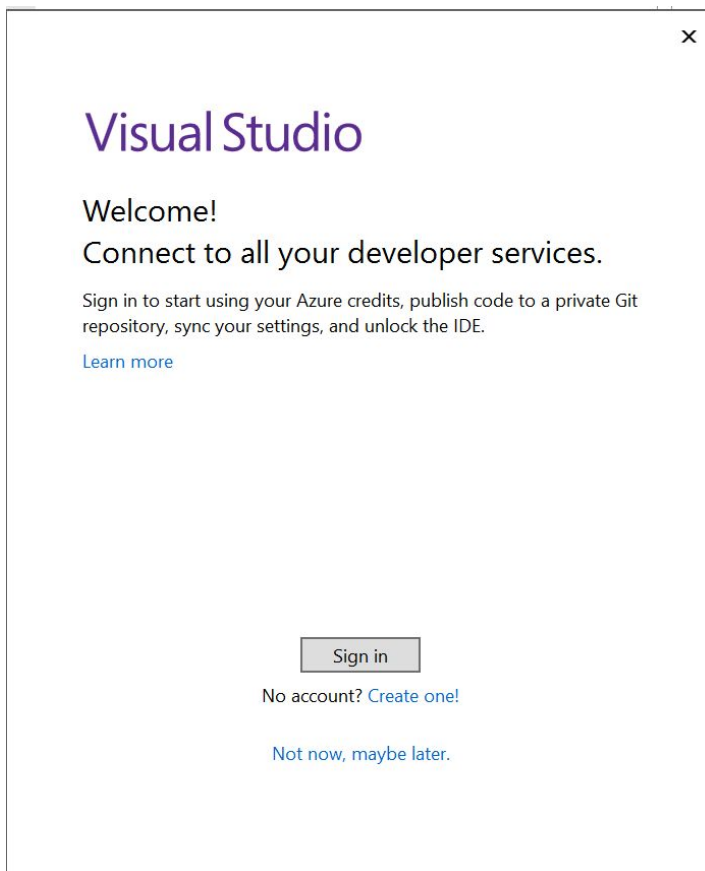 Visual Studio
Welcome!
Connect to all your developer services.
Sign in to start using your Azure credits, publish code to a private Git
repository, sync your settings, and unlock the IDE.
Learn more
Sign in
No account? Create one!
Not now, maybe later.